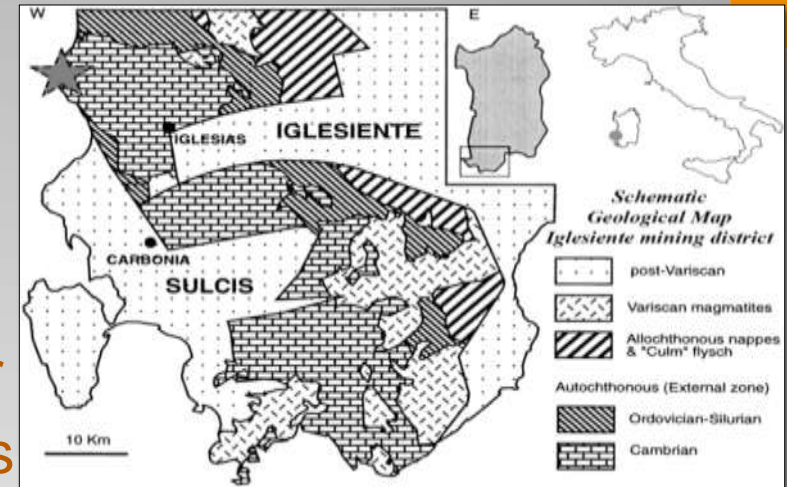 W
E
IGLESIAS
IGLESIENTE
CARBONIA
SULCIS
10 Km
Schematic
Geological Map
Iglesiente mining district
post-Variscan
Variscan magmatites
Allochthonous nappes
& "Culm" flysch
Autochthonous (External zone)
Ordovician-Silurian
Cambrian
s